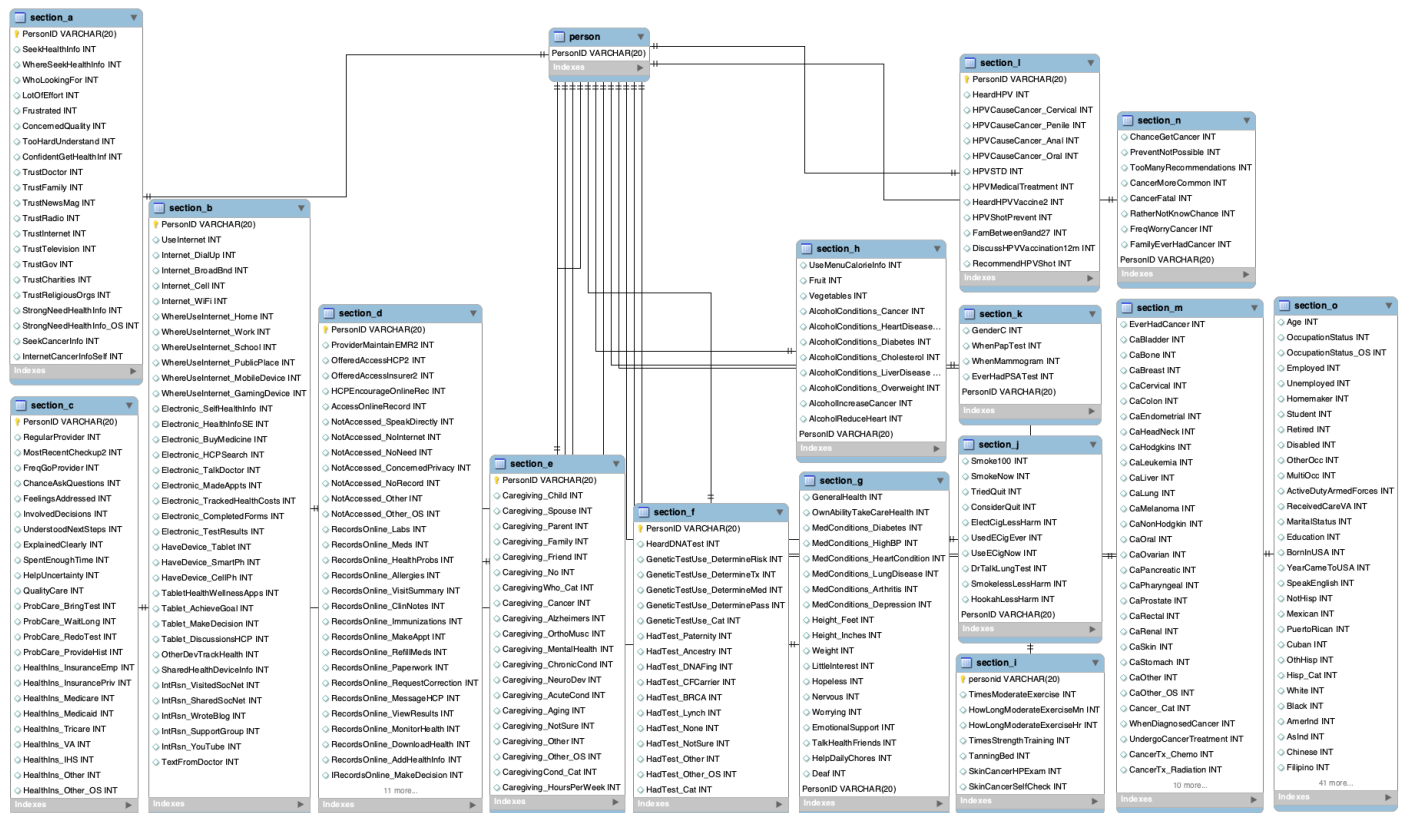 section_a
PersonID VARCHAR(20)
SeekHealthInfo INT
WhereSeekHealthInfo INT
WhoLookingFor INT
LotOfEffort INT
Frustrated INT
ConcernedQuality INT
TooHardUnderstand INT
ConfidentGetHealthInf INT
TrustDoctor INT
TrustFamily INT
TrustNewsMag INT
TrustRadio INT
TrustInternet INT
TrustTelevision INT
TrustGov INT
TrustCharities INT
TrustReligiousOrgs INT
StrongNeedHealthInfo INT
StrongNeedHealthInfo_OS INT
SeekCancerInfo INT
InternetCancerInfoSelf INT
Indexes
person
PersonID VARCHAR(20)
Indexes
section_l
PersonID VARCHAR(20)
HeardHPV INT
HPVCauseCancer_Cervical INT
HPVCauseCancer_Penile INT
HPVCauseCancer_Anal INT
HPVCauseCancer_Oral INT
HPVSTD INT
HPVMedicalTreatment INT
HeardHPVVaccine2 INT
HPVShotPrevent INT
FamBetween9and27 INT
DiscussHPVVaccination12m INT
RecommendHPVShot INT
Indexes
section_n
ChanceGetCancer INT
PreventNotPossible INT
TooManyRecommendations INT
CancerMoreCommon INT
CancerFatal INT
RatherNotKnowChance INT
FreqWorryCancer INT
FamilyEverHadCancer INT
PersonID VARCHAR(20)
Indexes
section_b
PersonID VARCHAR(20)
UseInternet INT
Internet_DialUp INT
Internet_BroadBnd INT
Internet_Cell INT
Internet_WiFi INT
WhereUseInternet_Home INT
WhereUseInternet_Work INT
WhereUseInternet_School INT
WhereUseInternet_PublicPlace INT
WhereUseInternet_MobileDevice INT
WhereUseInternet_GamingDevice INT
Electronic_SelfHealthInfo INT
Electronic_HealthInfoSE INT
Electronic_BuyMedicine INT
Electronic_HCPSearch INT
Electronic_TalkDoctor INT
Electronic_MadeAppts INT
Electronic_TrackedHealthCosts INT
Electronic_CompletedForms INT
Electronic_TestResults INT
HaveDevice_Tablet INT
HaveDevice_SmartPh INT
HaveDevice_CellPh INT
TabletHealthWellnessApps INT
Tablet_AchieveGoal INT
Tablet_MakeDecision INT
Tablet_DiscussionsHCP INT
OtherDevTrackHealth INT
SharedHealthDeviceInfo INT
IntRsn_VisitedSocNet INT
IntRsn_SharedSocNet INT
IntRsn_WroteBlog INT
IntRsn_SupportGroup INT
IntRsn_YouTube INT
TextFromDoctor INT
Indexes
section_h
UseMenuCalorieInfo INT
Fruit INT
Vegetables INT
AlcoholConditions_Cancer INT
AlcoholConditions_HeartDisease...
AlcoholConditions_Diabetes INT
AlcoholConditions_Cholesterol INT
AlcoholConditions_LiverDisease ...
AlcoholConditions_Overweight INT
AlcoholIncreaseCancer INT
AlcoholReduceHeart INT
PersonID VARCHAR(20)
Indexes
section_k
GenderC INT
WhenPapTest INT
WhenMammogram INT
EverHadPSATest INT
PersonID VARCHAR(20)
Indexes
section_m
EverHadCancer INT
CaBladder INT
CaBone INT
CaBreast INT
CaCervical INT
CaColon INT
CaEndometrial INT
CaHeadNeck INT
CaHodgkins INT
CaLeukemia INT
CaLiver INT
CaLung INT
CaMelanoma INT
CaNonHodgkin INT
CaOral INT
CaOvarian INT
CaPancreatic INT
CaPharyngeal INT
CaProstate INT
CaRectal INT
CaRenal INT
CaSkin INT
CaStomach INT
CaOther INT
CaOther_OS INT
Cancer_Cat INT
WhenDiagnosedCancer INT
UndergoCancerTreatment INT
CancerTx_Chemo INT
CancerTx_Radiation INT
10 more...
Indexes
section_o
Age INT
OccupationStatus INT
OccupationStatus_OS INT
Employed INT
Unemployed INT
Homemaker INT
Student INT
Retired INT
Disabled INT
OtherOcc INT
MultiOcc INT
ActiveDutyArmedForces INT
ReceivedCareVA INT
MaritalStatus INT
Education INT
BornInUSA INT
YearCameToUSA INT
SpeakEnglish INT
NotHisp INT
Mexican INT
PuertoRican INT
Cuban INT
OthHisp INT
Hisp_Cat INT
White INT
Black INT
AmerInd INT
AsInd INT
Chinese INT
Filipino INT
41 more...
Indexes
section_d
PersonID VARCHAR(20)
ProviderMaintainEMR2 INT
OfferedAccessHCP2 INT
OfferedAccessInsurer2 INT
HCPEncourageOnlineRec INT
AccessOnlineRecord INT
NotAccessed_SpeakDirectly INT
NotAccessed_NoInternet INT
NotAccessed_NoNeed INT
NotAccessed_ConcernedPrivacy INT
NotAccessed_NoRecord INT
NotAccessed_Other INT
NotAccessed_Other_OS INT
RecordsOnline_Labs INT
RecordsOnline_Meds INT
RecordsOnline_HealthProbs INT
RecordsOnline_Allergies INT
RecordsOnline_VisitSummary INT
RecordsOnline_ClinNotes INT
RecordsOnline_Immunizations INT
RecordsOnline_MakeAppt INT
RecordsOnline_RefillMeds INT
RecordsOnline_Paperwork INT
RecordsOnline_RequestCorrection INT
RecordsOnline_MessageHCP INT
RecordsOnline_ViewResults INT
RecordsOnline_MonitorHealth INT
RecordsOnline_DownloadHealth INT
RecordsOnline_AddHealthInfo INT
IRecordsOnline_MakeDecision INT
11 more...
Indexes
section_c
PersonID VARCHAR(20)
RegularProvider INT
MostRecentCheckup2 INT
FreqGoProvider INT
ChanceAskQuestions INT
FeelingsAddressed INT
InvolvedDecisions INT
UnderstoodNextSteps INT
ExplainedClearly INT
SpentEnoughTime INT
HelpUncertainty INT
QualityCare INT
ProbCare_BringTest INT
ProbCare_WaitLong INT
ProbCare_RedoTest INT
ProbCare_ProvideHist INT
HealthIns_InsuranceEmp INT
HealthIns_InsurancePriv INT
HealthIns_Medicare INT
HealthIns_Medicaid INT
HealthIns_Tricare INT
HealthIns_VA INT
HealthIns_IHS INT
HealthIns_Other INT
HealthIns_Other_OS INT
Indexes
section_e
PersonID VARCHAR(20)
Caregiving_Child INT
Caregiving_Spouse INT
Caregiving_Parent INT
Caregiving_Family INT
Caregiving_Friend INT
Caregiving_No INT
CaregivingWho_Cat INT
Caregiving_Cancer INT
Caregiving_Alzheimers INT
Caregiving_OrthoMusc INT
Caregiving_MentalHealth INT
Caregiving_ChronicCond INT
Caregiving_NeuroDev INT
Caregiving_AcuteCond INT
Caregiving_Aging INT
Caregiving_NotSure INT
Caregiving_Other INT
Caregiving_Other_OS INT
CaregivingCond_Cat INT
Caregiving_HoursPerWeek INT
Indexes
section_f
PersonID VARCHAR(20)
HeardDNATest INT
GeneticTestUse_DetermineRisk INT
GeneticTestUse_DetermineTx INT
GeneticTestUse_DetermineMed INT
GeneticTestUse_DeterminePass INT
GeneticTestUse_Cat INT
HadTest_Paternity INT
HadTest_Ancestry INT
HadTest_DNAFing INT
HadTest_CFCarrier INT
HadTest_BRCA INT
HadTest_Lynch INT
HadTest_None INT
HadTest_NotSure INT
HadTest_Other INT
HadTest_Other_OS INT
HadTest_Cat INT
Indexes
section_g
GeneralHealth INT
OwnAbilityTakeCareHealth INT
MedConditions_Diabetes INT
MedConditions_HighBP INT
MedConditions_HeartCondition INT
MedConditions_LungDisease INT
MedConditions_Arthritis INT
MedConditions_Depression INT
Height_Feet INT
Height_Inches INT
Weight INT
LittleInterest INT
Hopeless INT
Nervous INT
Worrying INT
EmotionalSupport INT
TalkHealthFriends INT
HelpDailyChores INT
Deaf INT
PersonID VARCHAR(20)
Indexes
section_j
Smoke100 INT
SmokeNow INT
TriedQuit INT
ConsiderQuit INT
ElectCigLessHarm INT
UsedECigEver INT
UseECigNow INT
DrTalkLungTest INT
SmokelessLessHarm INT
HookahLessHarm INT
PersonID VARCHAR(20)
Indexes
section_i
personid VARCHAR(20)
TimesModerateExercise INT
HowLongModerateExerciseMn INT
HowLongModerateExerciseHr INT
TimesStrengthTraining INT
TanningBed INT
SkinCancerHPExam INT
SkinCancerSelfCheck INT
Indexes